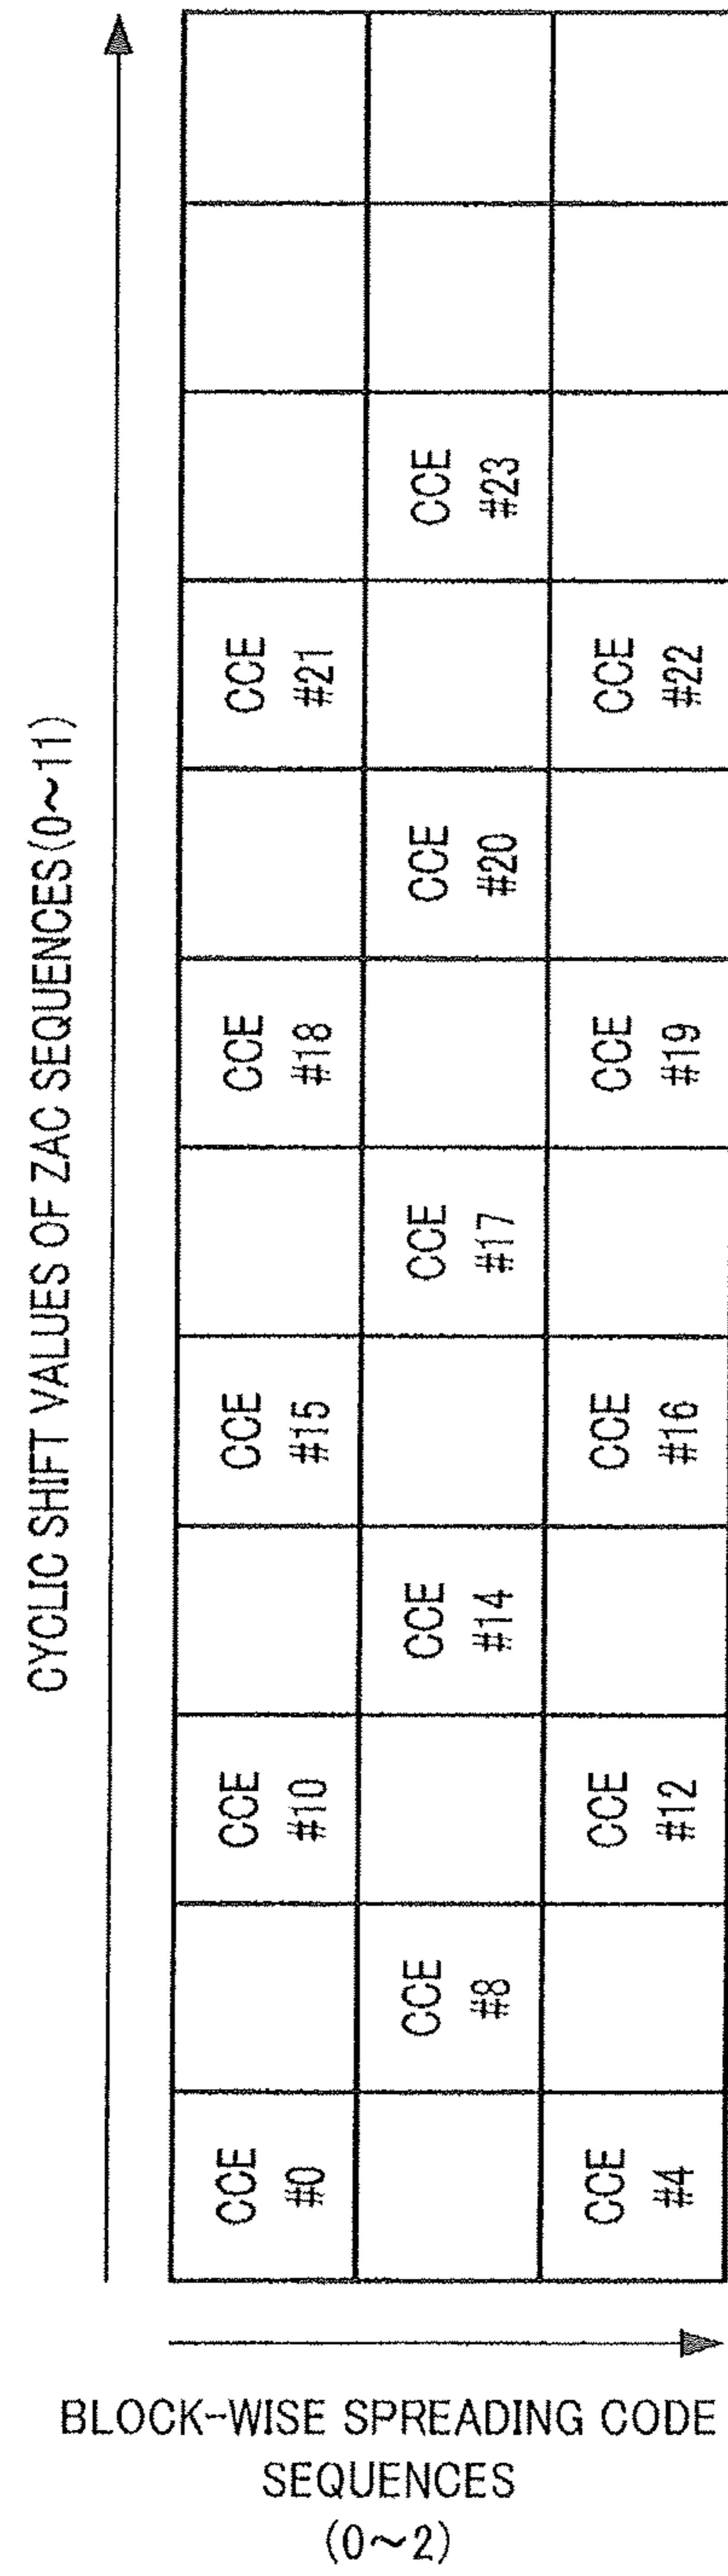 CYCLIC SHIFT VALUES OF ZAC SEQUENCES(0~11)
CCE
#23
CCE
#21
CCE
#22
CCE
#20
CCE
#18
CCE
#19
CCE
#17
CCE
#15
CCE
#16
CCE
#14
CCE
#10
CCE
#12
CCE
#8
CCE
#0
CCE
#4
BLOCK-WISE SPREADING CODE
SEQUENCES
(0~2)